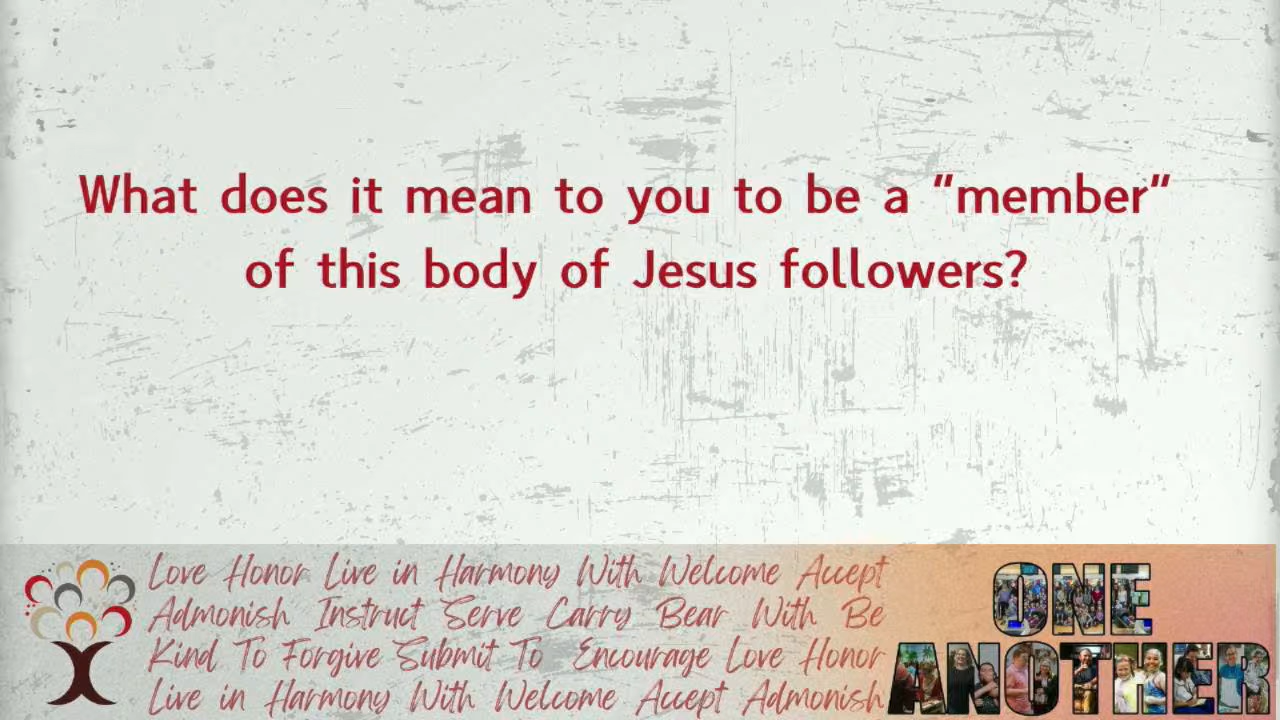 What does it mean to you to be a “member”
of this body of Jesus followers?
Love Honor Live in Harmony With Welcome Accept
Admonish Instruct Serve Carry Bear With Be
Kind To Forgive Submit To Encourage Love Honor
Live in Harmony With Welcome Accept Admonish
ONE
ANOTHER